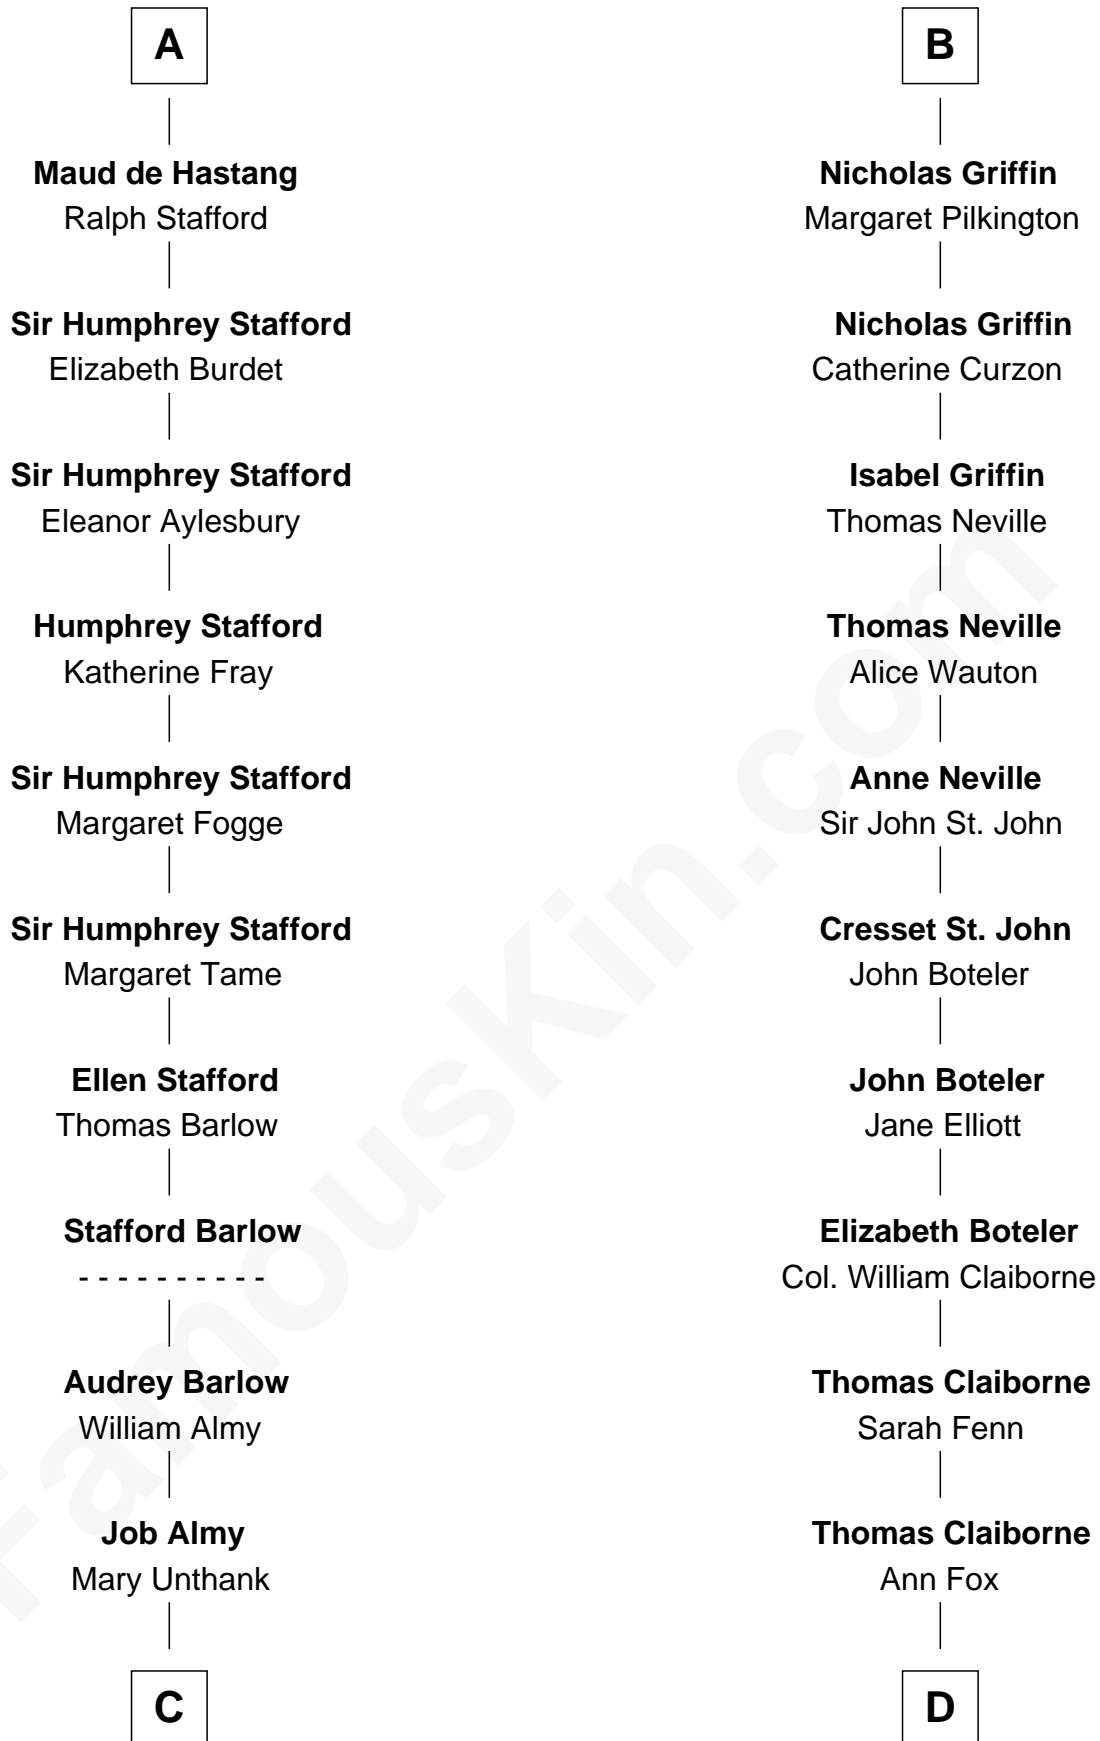 A
B
Maud de Hastang
Ralph Stafford
Nicholas Griffin
Margaret Pilkington
Sir Humphrey Stafford
Elizabeth Burdet
Nicholas Griffin
Catherine Curzon
Sir Humphrey Stafford
Eleanor Aylesbury
Isabel Griffin
Thomas Neville
Humphrey Stafford
Katherine Fray
Thomas Neville
Alice Wauton
Sir Humphrey Stafford
Margaret Fogge
Anne Neville
Sir John St. John
Sir Humphrey Stafford
Margaret Tame
Cresset St. John
John Boteler
Ellen Stafford
Thomas Barlow
John Boteler
Jane Elliott
Stafford Barlow
- - - - - - - - - -
Elizabeth Boteler
Col. William Claiborne
Audrey Barlow
William Almy
Thomas Claiborne
Sarah Fenn
Job Almy
Mary Unthank
Thomas Claiborne
Ann Fox
C
D
FamousKin.com